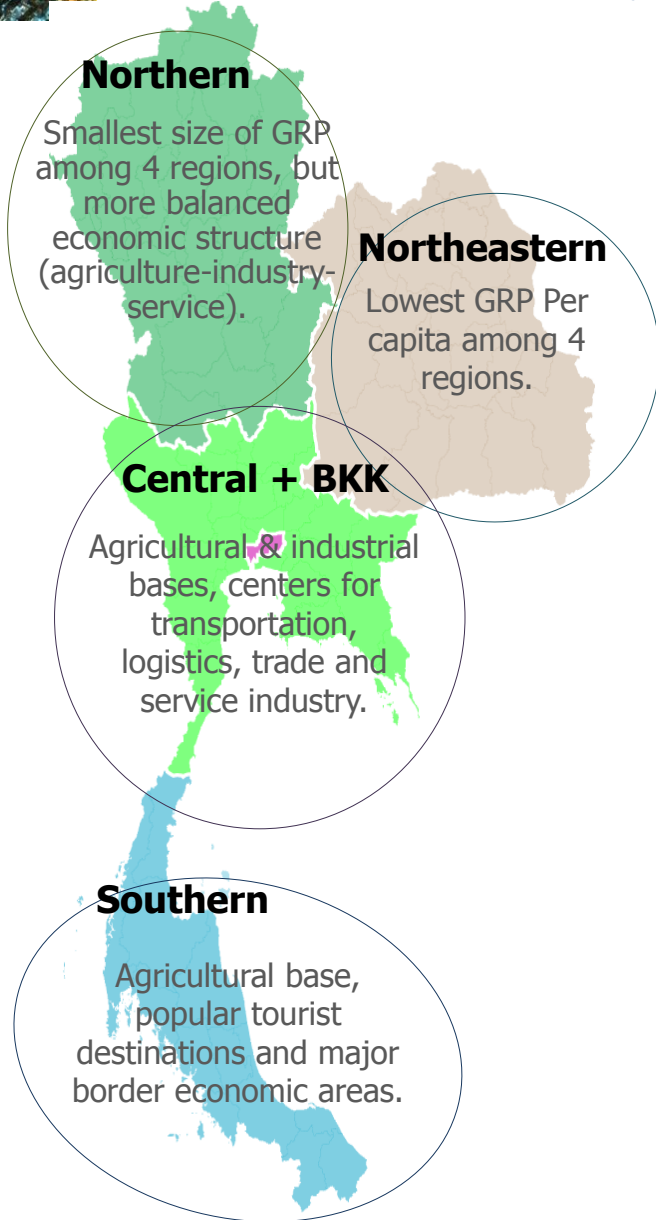 Northern
Smallest size of GRP
among 4 regions, but
more balanced
economic structure
(agriculture-industry-
service).
Northeastern
Lowest GRP Per
capita among 4
regions.
Central + BKK
Agricultural & industrial
bases, centers for
transportation,
logistics, trade and
service industry.
Southern
Agricultural base,
popular tourist
destinations and major
border economic areas.